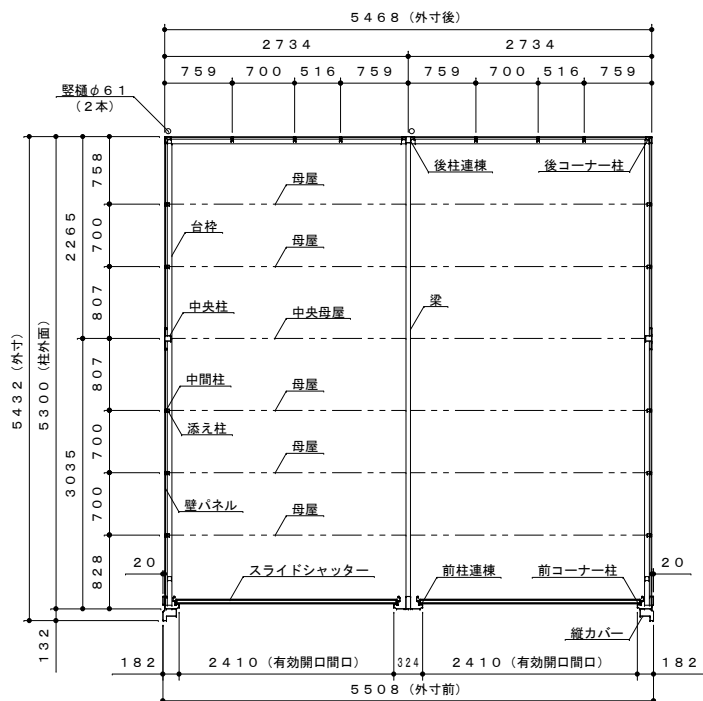 5468(外寸後)
2734 2734
759 700 516 759 759 700 516 759
竪樋φ61
(2本)
後柱連棟 後コーナー柱
758
母屋
台枠
700
2265
母屋
807
中央柱 中央母屋 梁
5432(外寸)
5300(柱外面)
807
中間柱 母屋
添え柱
700
3035
母屋
700
壁パネル 母屋
828
20 スライドシャッター 前柱連棟 前コーナー柱 20
132
縦カバー
182 2410(有効開口間口) 324 2410(有効開口間口) 182
5508(外寸前)